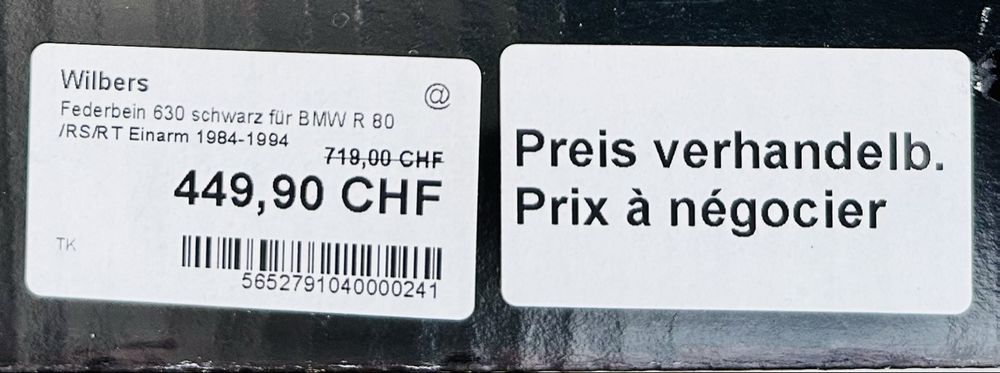 Wilbers
@
Federbein 630 schwarz für BMW R 80
/RS/RT Einarm 1984-1994
719,00 CHF
449,90 CHF
TK
5652791040000241
Preis verhandelb.
Prix à négocier